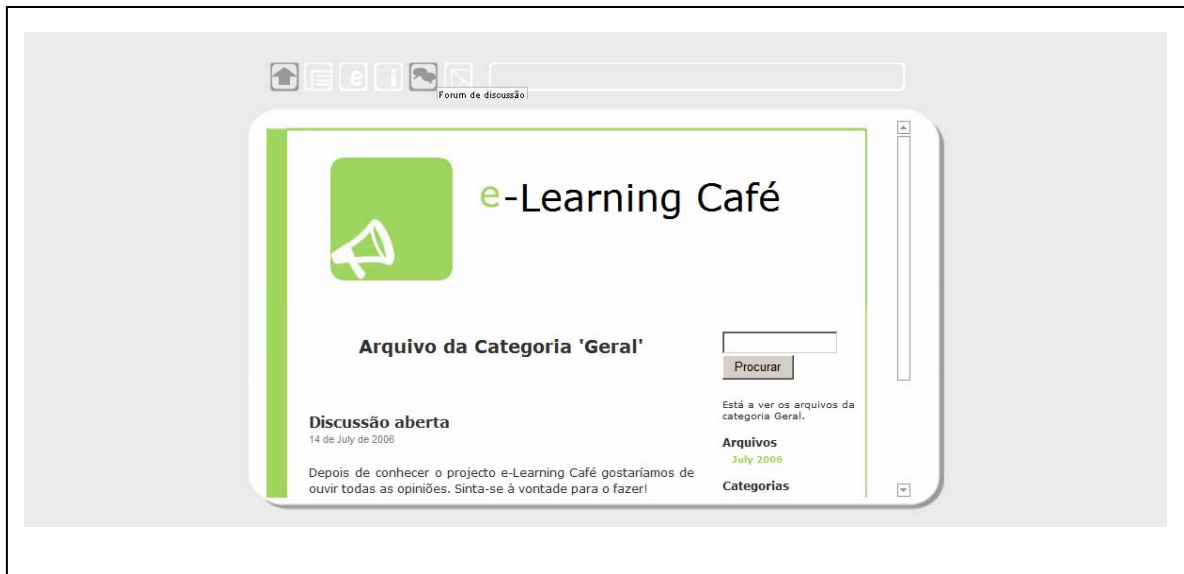 e i
Forum de discussão
e-Learning Café
Arquivo da Categoria 'Geral'
Procurar
Discussão aberta
14 de July de 2006
Depois de conhecer o projecto e-Learning Café gostaríamos de
ouvir todas as opiniões. Sinta-se à vontade para o fazer!
Está a ver os arquivos da
categoria Geral.
Arquivos
July 2006
Categorias